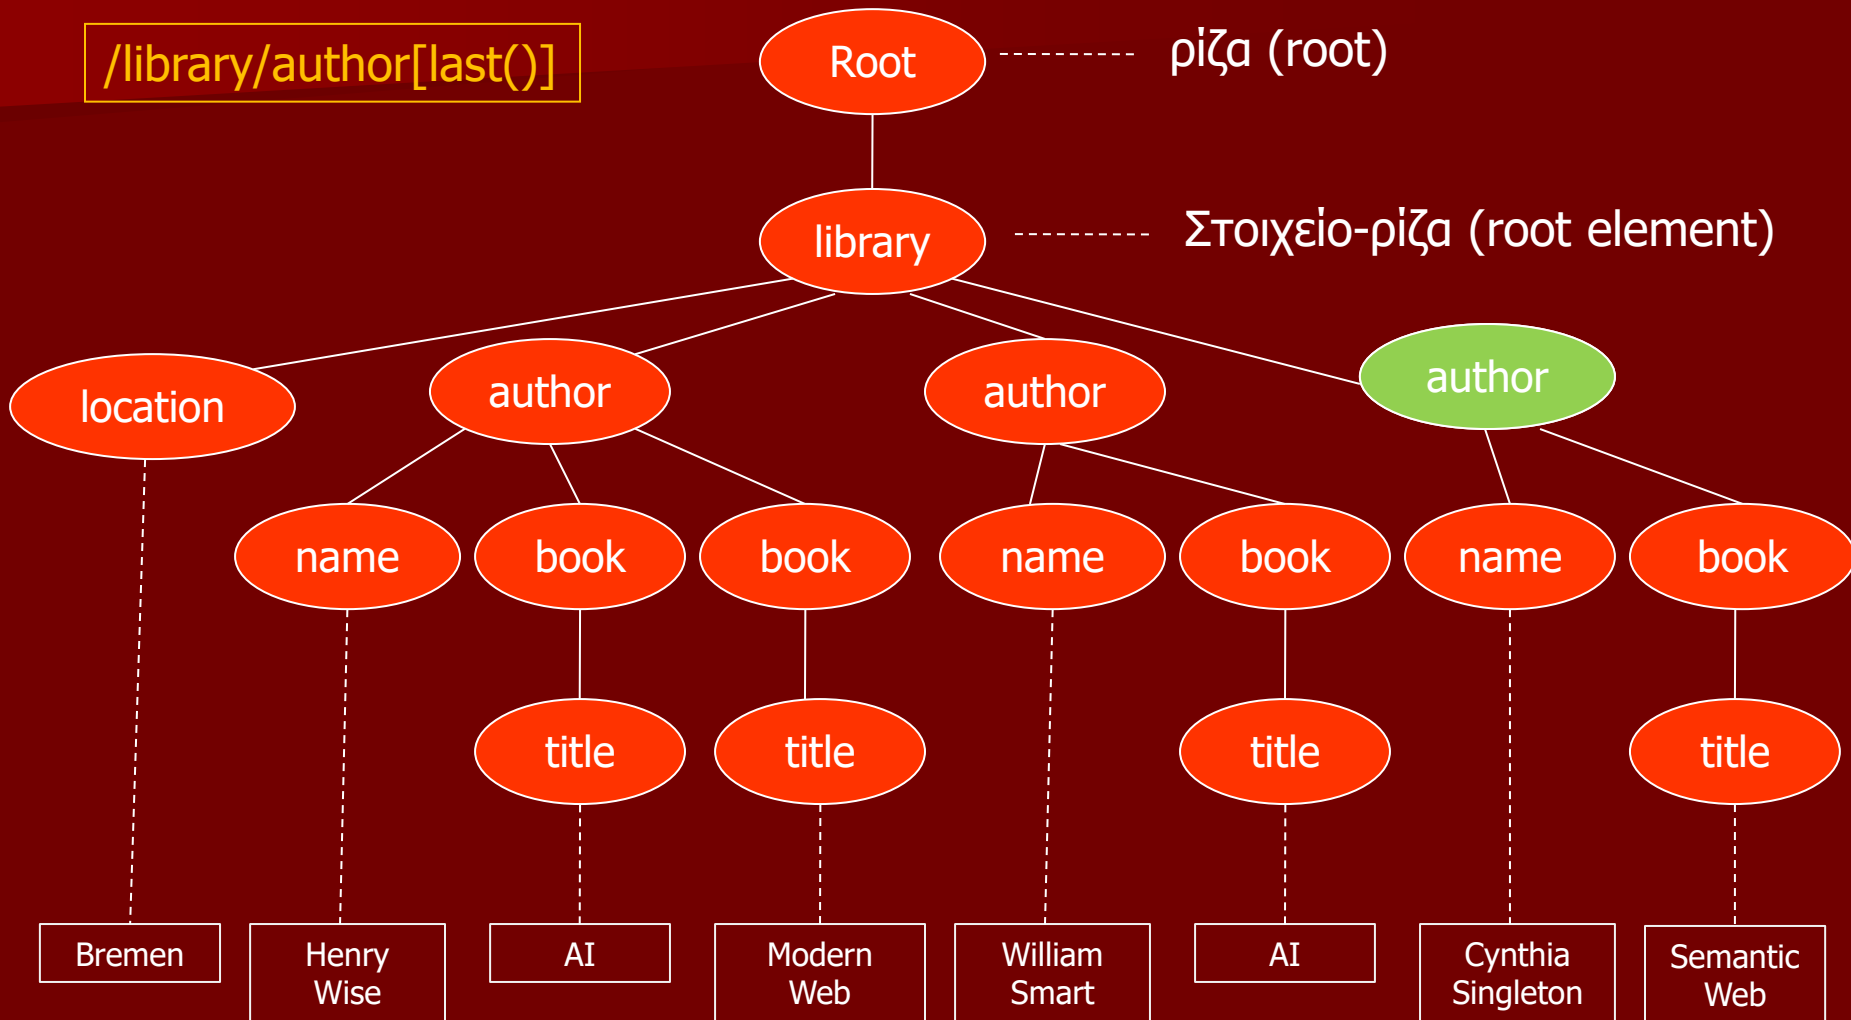 /library/author[last()]
Root
ρίζα (root)
library
Στοιχείο-ρίζα (root element)
location
author
author
author
name
book
book
name
book
name
book
title
title
title
title
Bremen
Henry
Wise
AI
Modern
Web
William
Smart
AI
Cynthia
Singleton
Semantic
Web